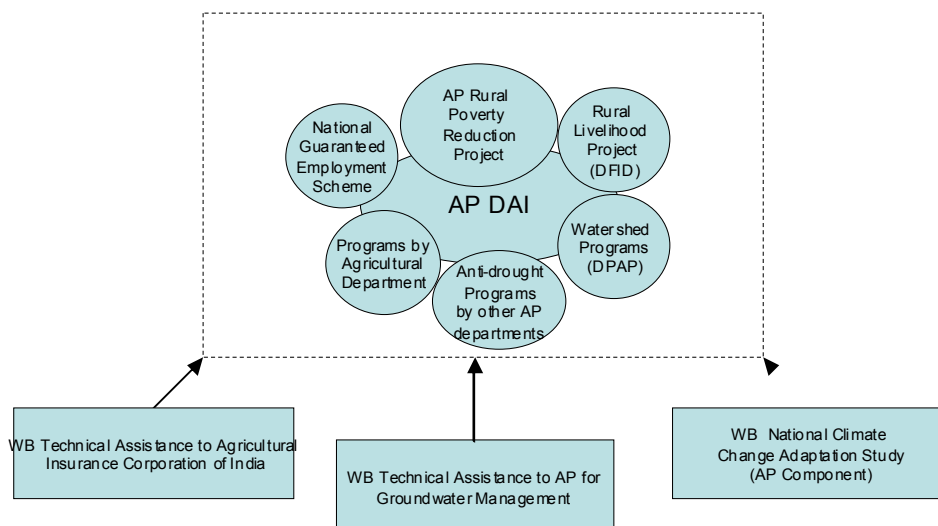 AP Rural
Poverty
Reduction
Project
Rural
Livelihood
Project
(DFID)
National
Guaranteed
Employment
Scheme
AP DAI
Watershed
Programs
(DPAP)
Programs by
Agricultural
Department
Anti-drought
Programs
by other AP
departments
WB Technical Assistance to Agricultural
Insurance Corporation of India
WB Technical Assistance to AP for
Groundwater Management
WB National Climate
Change Adaptation Study
(AP Component)